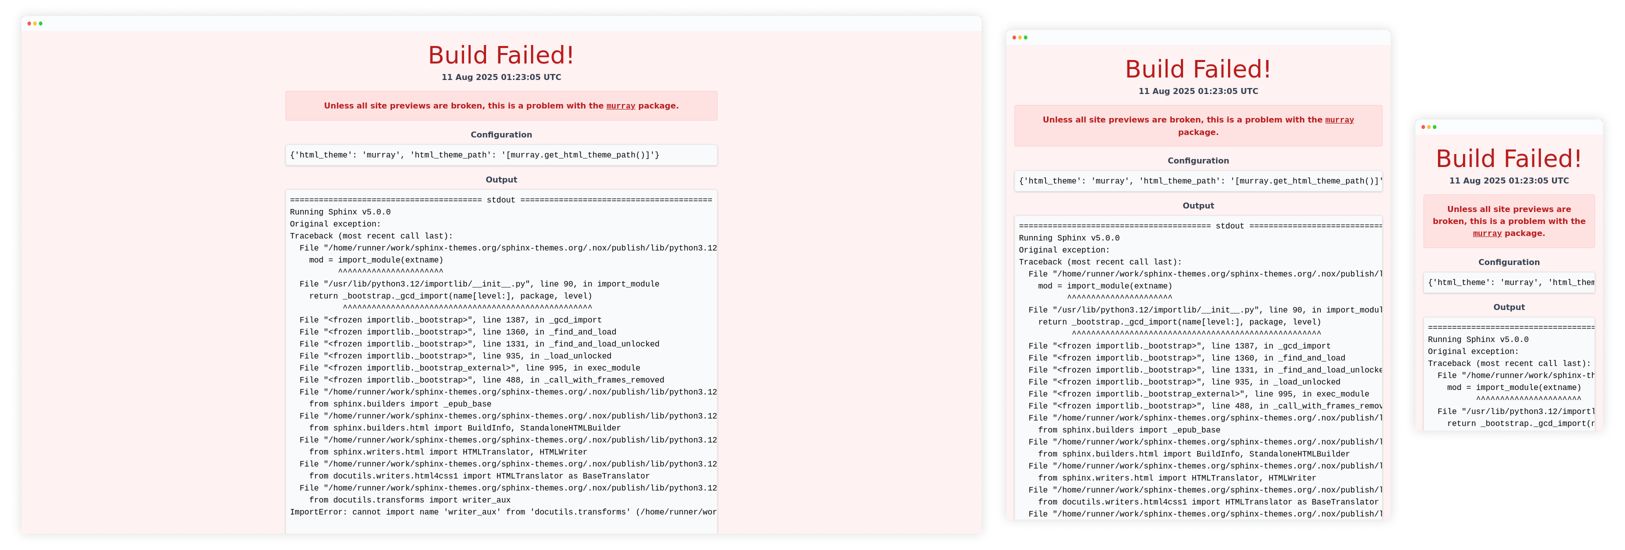 Build Failed!
11 Aug 2025 01:23:05 UTC
Unless all site previews are broken, this is a problem with the murray package.
Configuration
{'html_theme': 'murray', 'html_theme_path': '[murray.get_html_theme_path()]'}
Output
======================================== stdout ========================================
Running Sphinx v5.0.0
Original exception:
Traceback (most recent call last):
  File "/home/runner/work/sphinx-themes.org/sphinx-themes.org/.nox/publish/lib/python3.12
    mod = import_module(extname)
          ^^^^^^^^^^^^^^^^^^^^^^
  File "/usr/lib/python3.12/importlib/__init__.py", line 90, in import_module
    return _bootstrap._gcd_import(name[level:], package, level)
           ^^^^^^^^^^^^^^^^^^^^^^^^^^^^^^^^^^^^^^^^^^^^^^^^^^^^
  File "<frozen importlib._bootstrap>", line 1387, in _gcd_import
  File "<frozen importlib._bootstrap>", line 1360, in _find_and_load
  File "<frozen importlib._bootstrap>", line 1331, in _find_and_load_unlocked
  File "<frozen importlib._bootstrap>", line 935, in _load_unlocked
  File "<frozen importlib._bootstrap_external>", line 995, in exec_module
  File "<frozen importlib._bootstrap>", line 488, in _call_with_frames_removed
  File "/home/runner/work/sphinx-themes.org/sphinx-themes.org/.nox/publish/lib/python3.12
    from sphinx.builders import _epub_base
  File "/home/runner/work/sphinx-themes.org/sphinx-themes.org/.nox/publish/lib/python3.12
    from sphinx.builders.html import BuildInfo, StandaloneHTMLBuilder
  File "/home/runner/work/sphinx-themes.org/sphinx-themes.org/.nox/publish/lib/python3.12
    from sphinx.writers.html import HTMLTranslator, HTMLWriter
  File "/home/runner/work/sphinx-themes.org/sphinx-themes.org/.nox/publish/lib/python3.12
    from docutils.writers.html4css1 import HTMLTranslator as BaseTranslator
  File "/home/runner/work/sphinx-themes.org/sphinx-themes.org/.nox/publish/lib/python3.12
    from docutils.transforms import writer_aux
ImportError: cannot import name 'writer_aux' from 'docutils.transforms' (/home/runner/wor
Build Failed!
11 Aug 2025 01:23:05 UTC
Unless all site previews are broken, this is a problem with the murray
package.
Configuration
{'html_theme': 'murray', 'html_theme_path': '[murray.get_html_theme_path()]'
Output
======================================== stdout ==================================
Running Sphinx v5.0.0
Original exception:
Traceback (most recent call last):
  File "/home/runner/work/sphinx-themes.org/sphinx-themes.org/.nox/publish/l
    mod = import_module(extname)
          ^^^^^^^^^^^^^^^^^^^^^^
  File "/usr/lib/python3.12/importlib/__init__.py", line 90, in import_modul
    return _bootstrap._gcd_import(name[level:], package, level)
           ^^^^^^^^^^^^^^^^^^^^^^^^^^^^^^^^^^^^^^^^^^^^^^^^^^^^
  File "<frozen importlib._bootstrap>", line 1387, in _gcd_import
  File "<frozen importlib._bootstrap>", line 1360, in _find_and_load
  File "<frozen importlib._bootstrap>", line 1331, in _find_and_load_unlocke
  File "<frozen importlib._bootstrap>", line 935, in _load_unlocked
  File "<frozen importlib._bootstrap_external>", line 995, in exec_module
  File "<frozen importlib._bootstrap>", line 488, in _call_with_frames_remov
  File "/home/runner/work/sphinx-themes.org/sphinx-themes.org/.nox/publish/l
    from sphinx.builders import _epub_base
  File "/home/runner/work/sphinx-themes.org/sphinx-themes.org/.nox/publish/l
    from sphinx.builders.html import BuildInfo, StandaloneHTMLBuilder
  File "/home/runner/work/sphinx-themes.org/sphinx-themes.org/.nox/publish/l
    from sphinx.writers.html import HTMLTranslator, HTMLWriter
  File "/home/runner/work/sphinx-themes.org/sphinx-themes.org/.nox/publish/l
    from docutils.writers.html4css1 import HTMLTranslator as BaseTranslator
  File "/home/runner/work/sphinx-themes.org/sphinx-themes.org/.nox/publish/l
Build Failed!
11 Aug 2025 01:23:05 UTC
Unless all site previews are
broken, this is a problem with the
murray package.
Configuration
{'html_theme': 'murray', 'html_them
Output
===================================
Running Sphinx v5.0.0
Original exception:
Traceback (most recent call last):
  File "/home/runner/work/sphinx-th
    mod = import_module(extname)
          ^^^^^^^^^^^^^^^^^^^^^^
  File "/usr/lib/python3.12/importl
    return _bootstrap._gcd_import(n